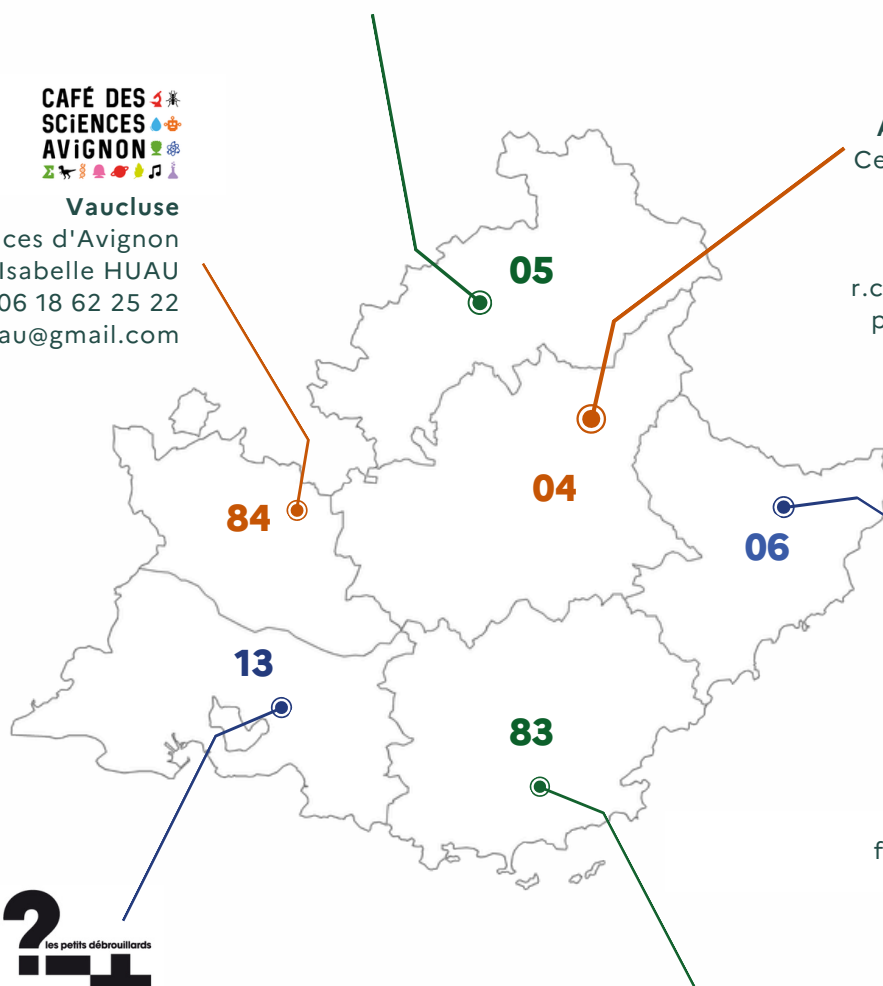 CAFÉ DES
SCiENCES
AViGNON
Vaucluse
ces d'Avignon
Isabelle HUAU
06 18 62 25 22
au@gmail.com
A
Ce
r.c
p
05
04
84
06
13
83
f
les petits débrouillards